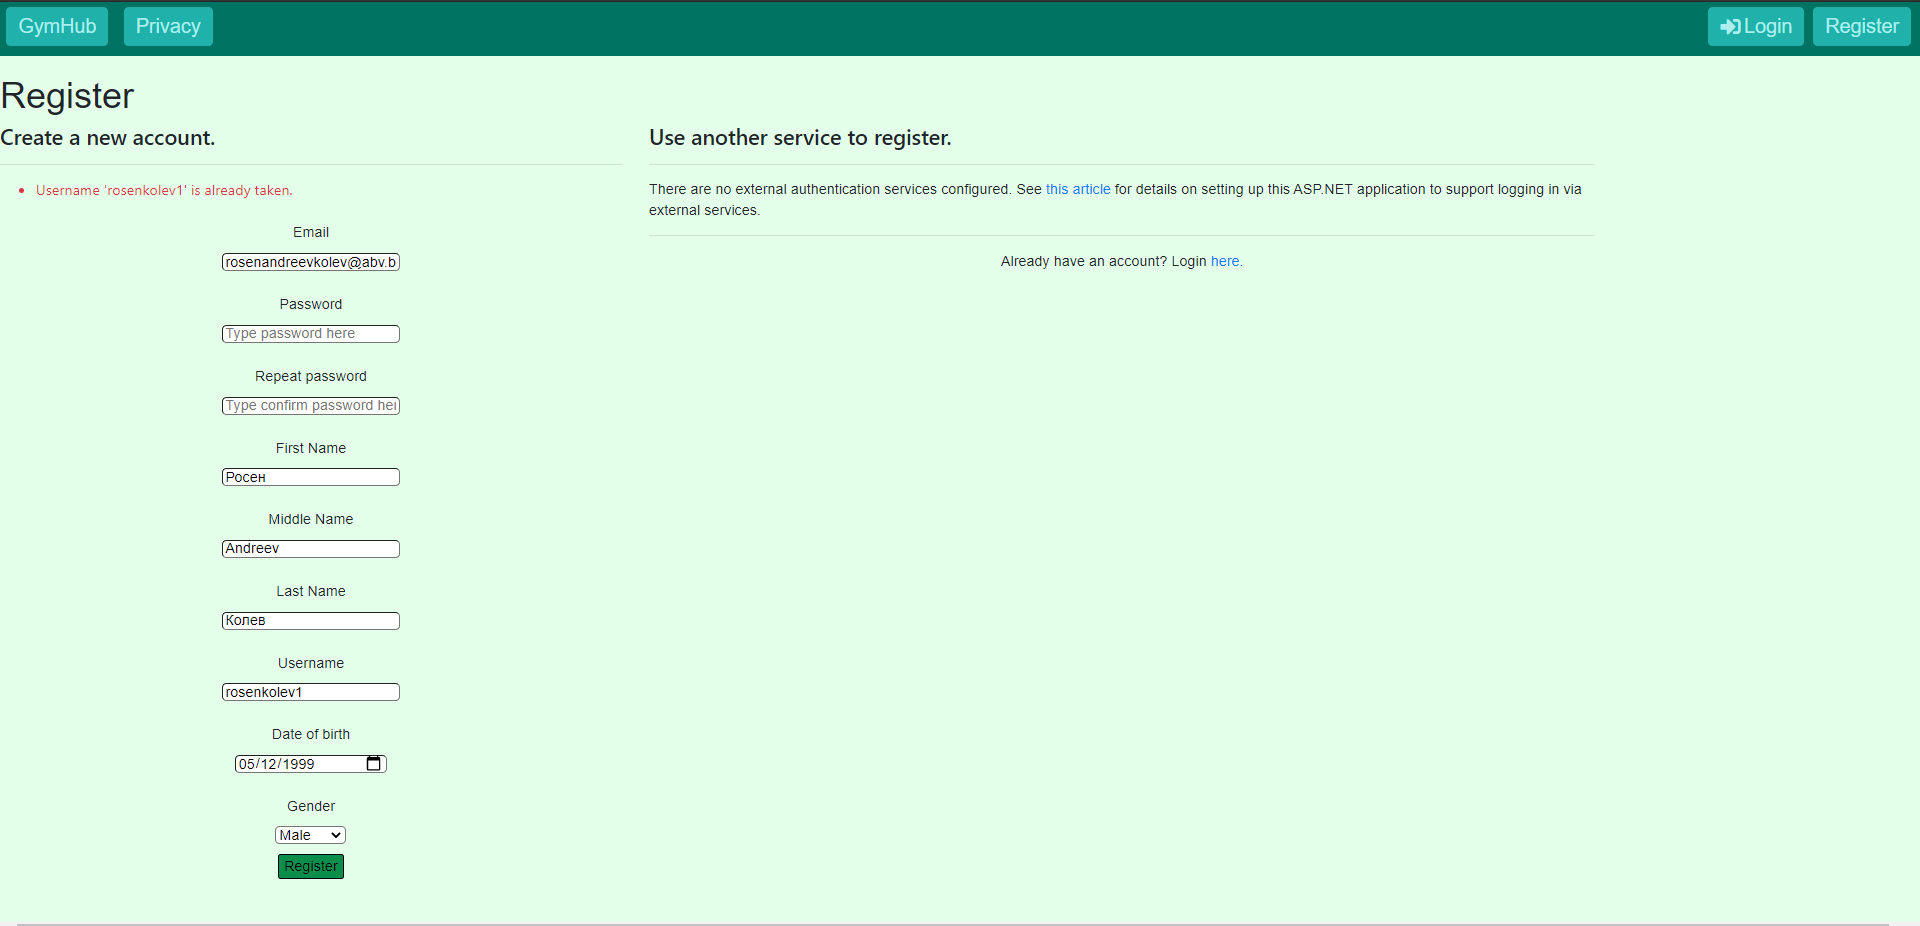 GymHub
Privacy
Login
Register
Register
Create a new account.
Username 'rosenkolev1' is already taken.
Email
rosenandreevkolev@abv.b
Password
Type password here
Repeat password
Type confirm password her
First Name
Росен
Middle Name
Andreev
Last Name
Колев
Username
rosenkolev1
Date of birth
05/12/1999
Gender
Male
Register
Use another service to register.
There are no external authentication services configured. See this article for details on setting up this ASP.NET application to support logging in via
external services.
Already have an account? Login here.